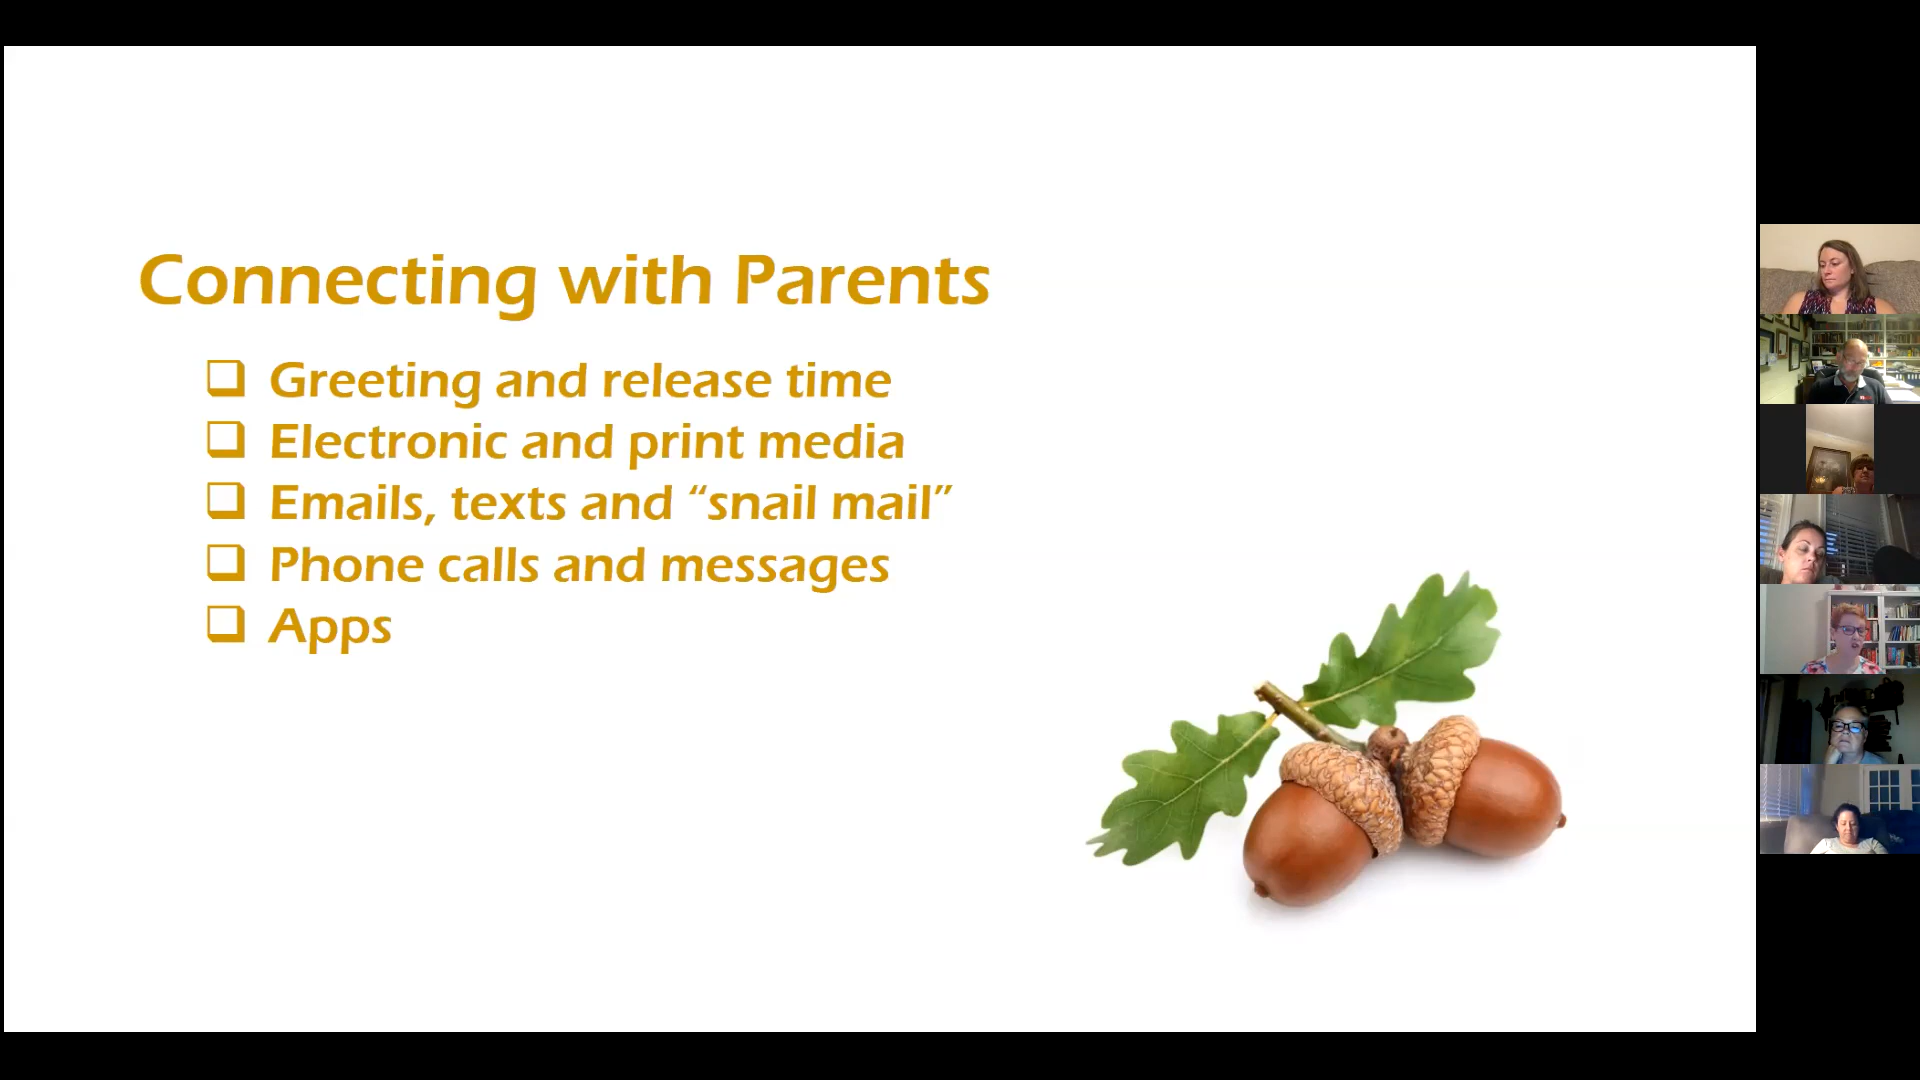 Connecting with Parents
❑ Greeting and release time
❑ Electronic and print media
❑ Emails, texts and “snail mail”
❑ Phone calls and messages
❑ Apps